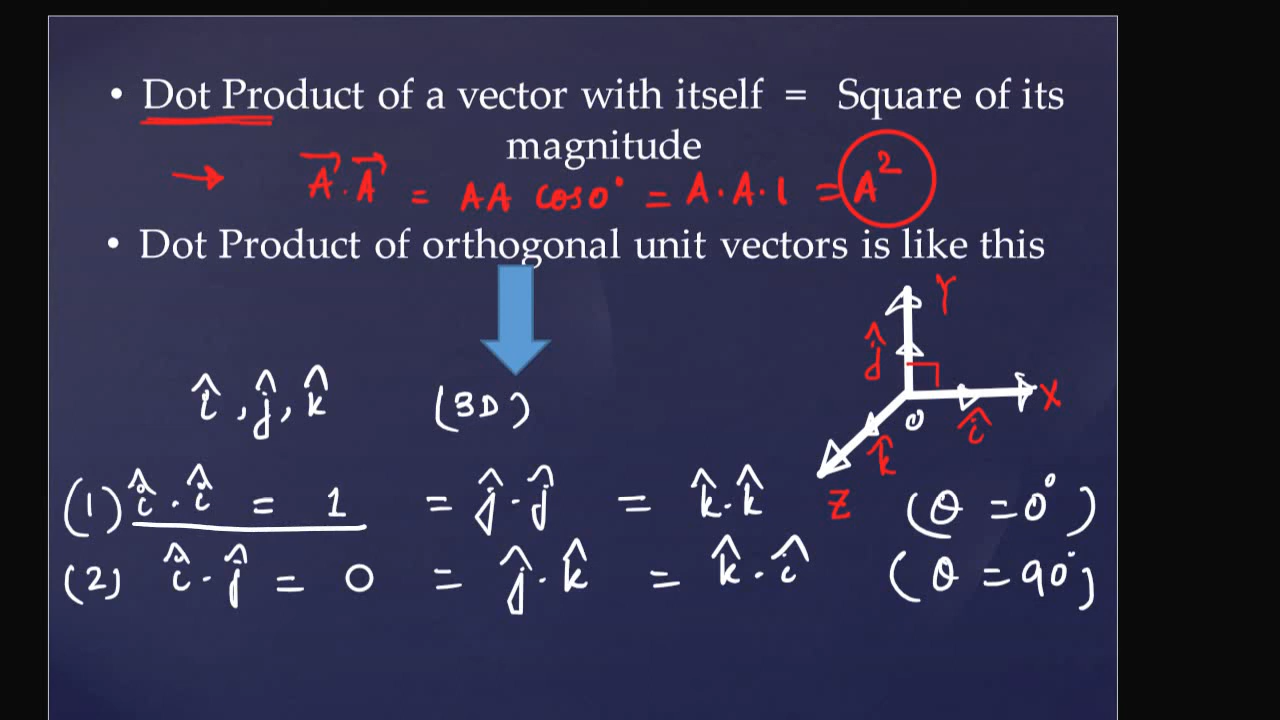 • Dot Product of a vector with itself = Square of its
magnitude
→ A⃗ . A⃗ = AA cos0° = A . A . 1 = A²
• Dot Product of orthogonal unit vectors is like this
Y
ĵ
î , ĵ , k̂ (3D)
X
O
î
k̂
Z
(1) î . î = 1 = ĵ . ĵ = k̂ . k̂ (θ = 0°)
(2) î . ĵ = 0 = ĵ . k̂ = k̂ . î (θ = 90°)